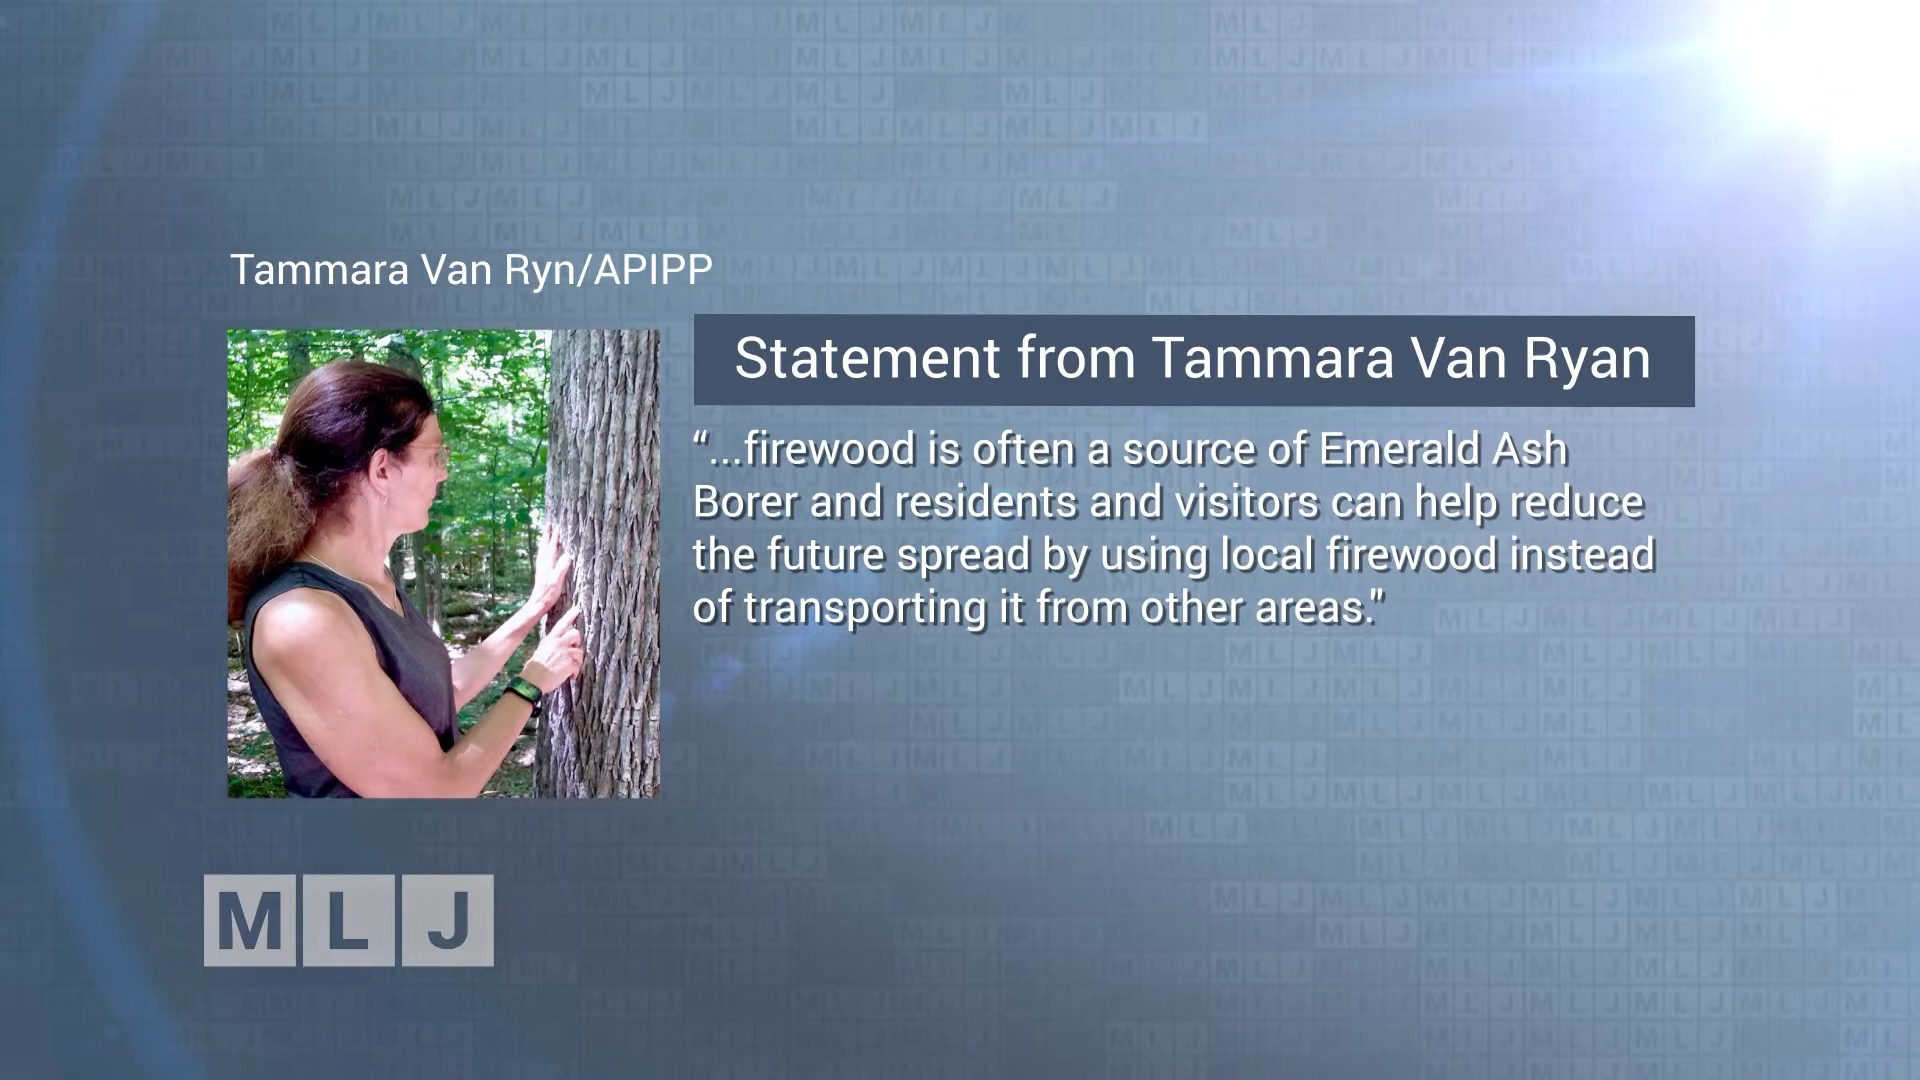 Tammara Van Ryn/APIPP
Statement from Tammara Van Ryan
“...firewood is often a source of Emerald Ash
Borer and residents and visitors can help reduce
the future spread by using local firewood instead
of transporting it from other areas."
MLJ